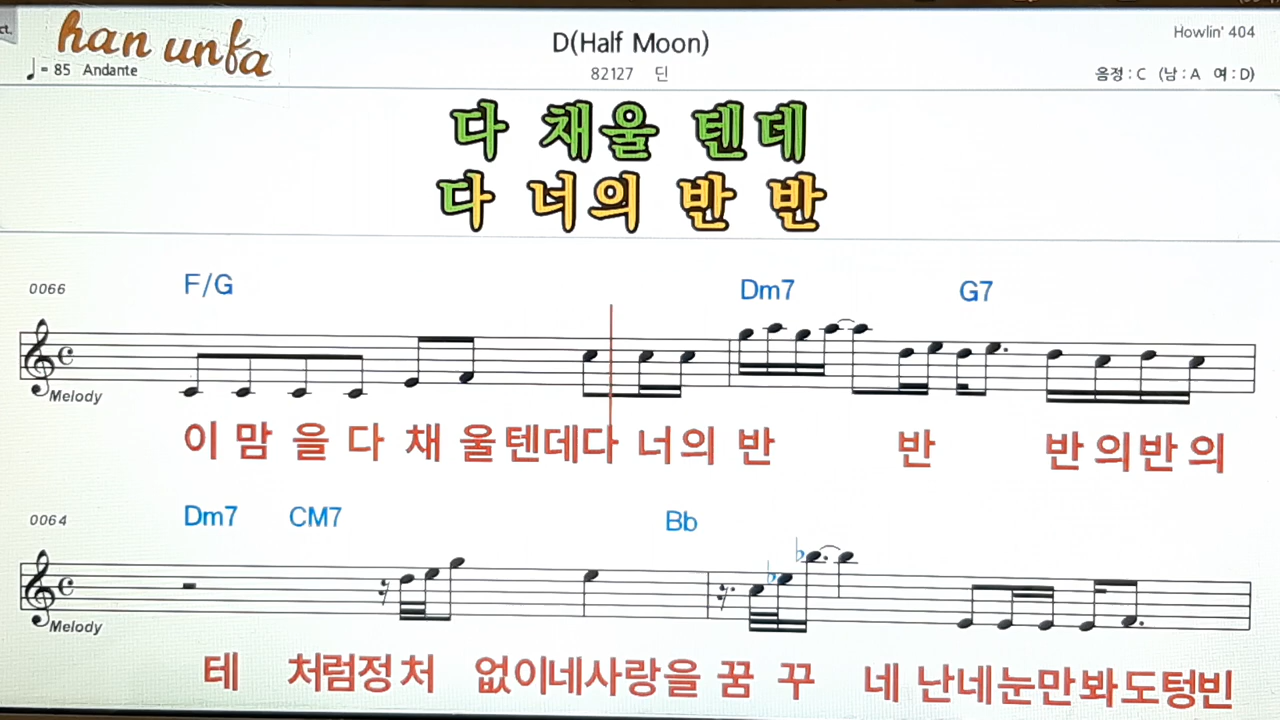 ct.
han unfa
D(Half Moon)
Howlin' 404
♩= 85 Andante
82127 딘
음정 : C (남 : A 여 : D)
다 채울 텐데
다 너의 반 반
0066 F/G Dm7 G7
Melody
이 맘 을 다 채 울 텐데다 너의 반 반 반 의반 의
0064 Dm7 CM7 Bb
Melody
테 처럼정 처 없이네사랑을 꿈 꾸 네 난네눈만봐도텅빈